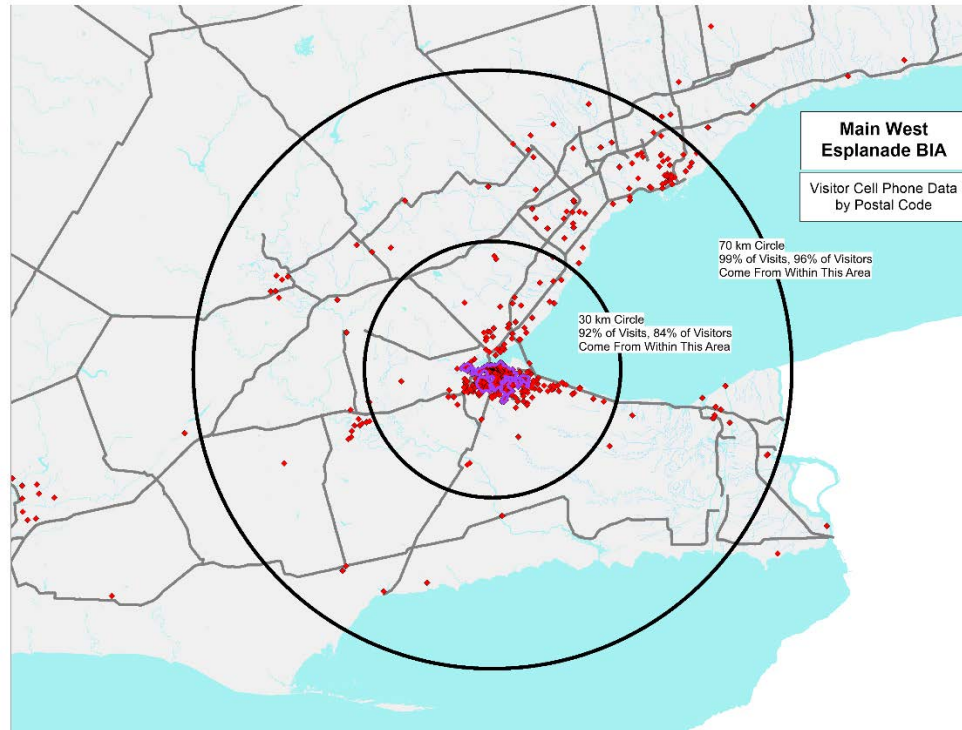 Main West
Esplanade BIA
Visitor Cell Phone Data
by Postal Code
70 km Circle
99% of Visits, 96% of Visitors
Come From Within This Area
30 km Circle
92% of Visits, 84% of Visitors
Come From Within This Area